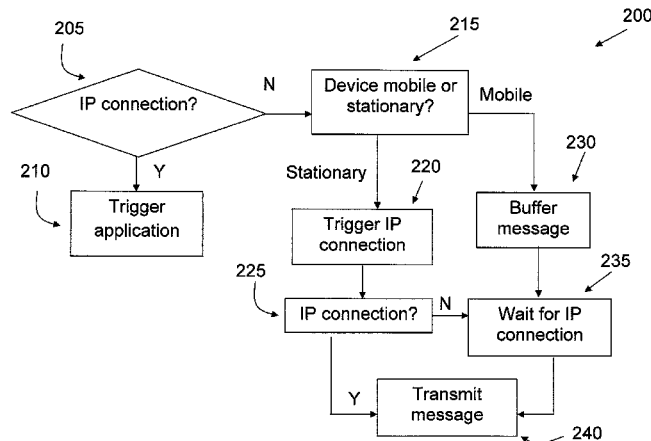 200
205
215
IP connection?
N
Device mobile or
stationary?
Mobile
210
Y
Stationary
220
230
Trigger
application
Trigger IP
connection
Buffer
message
225
235
IP connection?
N
Wait for IP
connection
Y
Transmit
message
240